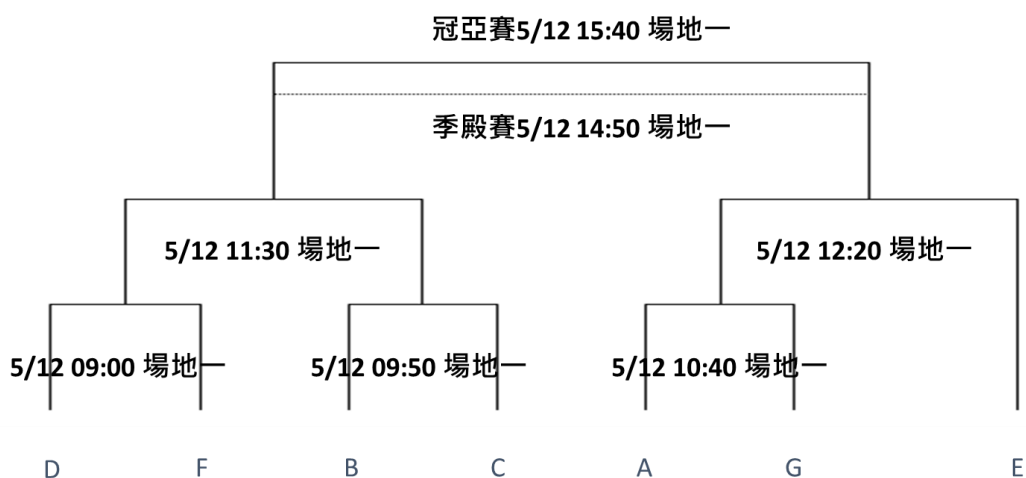 冠亞賽5/12 15:40 場地一
季殿賽5/12 14:50 場地一
5/12 11:30 場地一
5/12 12:20 場地一
5/12 09:00 場地一
5/12 09:50 場地一
5/12 10:40 場地一
D F B C A G E